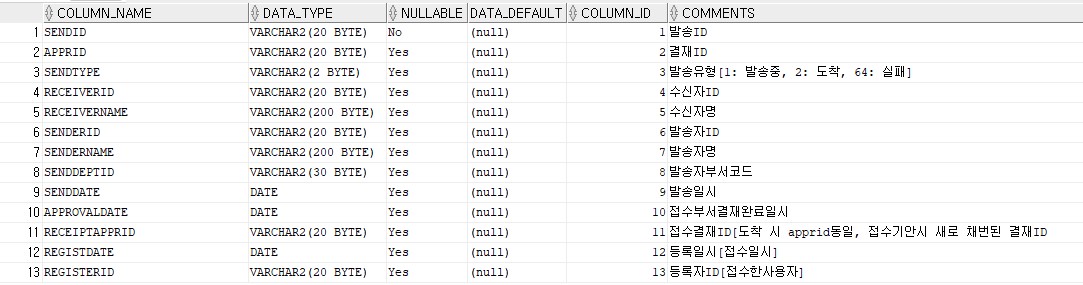 COLUMN_NAME DATA_TYPE NULLABLE DATA_DEFAULT COLUMN_ID COMMENTS
1 SENDID VARCHAR2(20 BYTE) No (null) 1 발송ID
2 APPRID VARCHAR2(20 BYTE) Yes (null) 2 결재ID
3 SENDTYPE VARCHAR2(2 BYTE) Yes (null) 3 발송유형[1: 발송중, 2: 도착, 64: 실패]
4 RECEIVERID VARCHAR2(20 BYTE) Yes (null) 4 수신자ID
5 RECEIVERNAME VARCHAR2(200 BYTE) Yes (null) 5 수신자명
6 SENDERID VARCHAR2(20 BYTE) Yes (null) 6 발송자ID
7 SENDERNAME VARCHAR2(200 BYTE) Yes (null) 7 발송자명
8 SENDDEPTID VARCHAR2(30 BYTE) Yes (null) 8 발송자부서코드
9 SENDDATE DATE Yes (null) 9 발송일시
10 APPROVALDATE DATE Yes (null) 10 접수부서결재완료일시
11 RECEIPTAPPRID VARCHAR2(20 BYTE) Yes (null) 11 접수결재ID[도착 시 apprid동일, 접수기안시 새로 채번된 결재ID
12 REGISTDATE DATE Yes (null) 12 등록일시[접수일시]
13 REGISTERID VARCHAR2(20 BYTE) Yes (null) 13 등록자ID[접수한사용자]